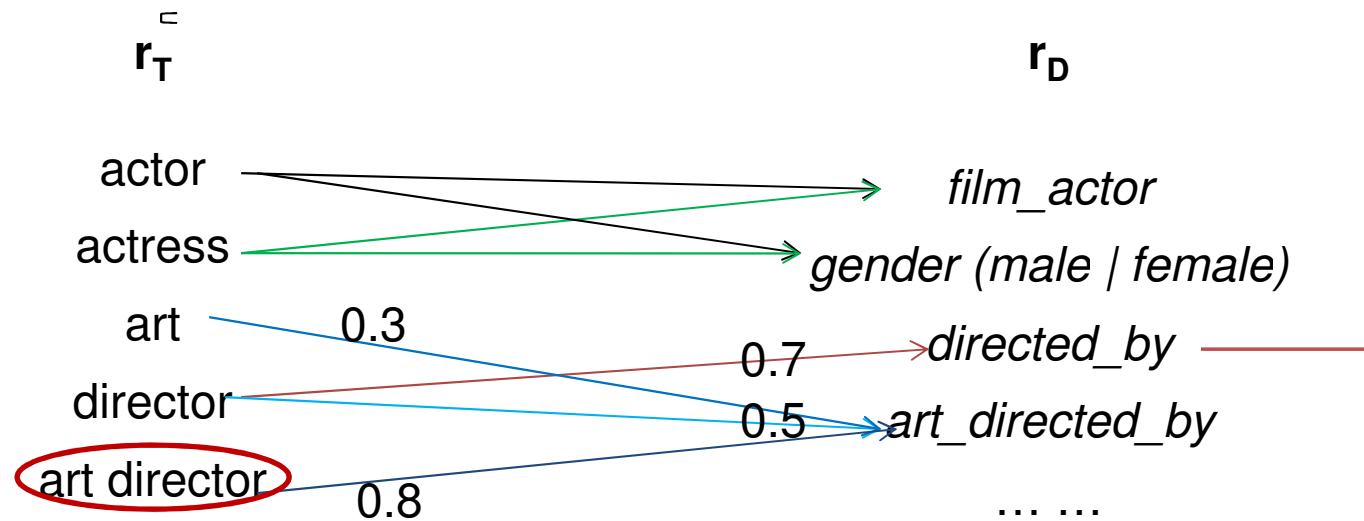 ⊂
r_T r_D
actor
film_actor
actress
gender (male | female)
art 0.3
directed_by
0.7
director
0.5 art_directed_by
art director
0.8
... ...